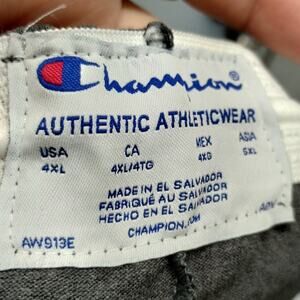 Champion
AUTHENTIC ATHLETICWEAR
USA CA MEX ASIA
4XL 4XL/4TG 4XG 5XL
MADE IN EL SALVADOR
FABRIQUÉ AU SALVADOR
HECHO EN EL SALVADOR
CHAMPION.COM
AW913E